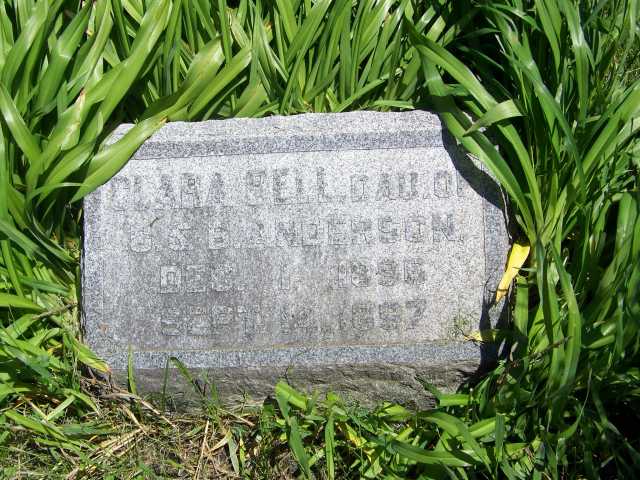 CLARA BELL. DAU. OF
& B. ANDERSON.
DEC. 1. 1896
SEPT. 1897